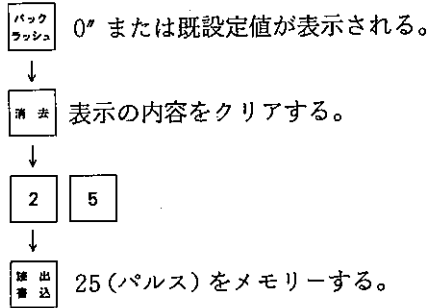 バック
ラッシュ
0″ または既設定値が表示される。
↓
消 去
表示の内容をクリアする。
↓
2 5
↓
読 出
書 込
25(パルス)をメモリーする。